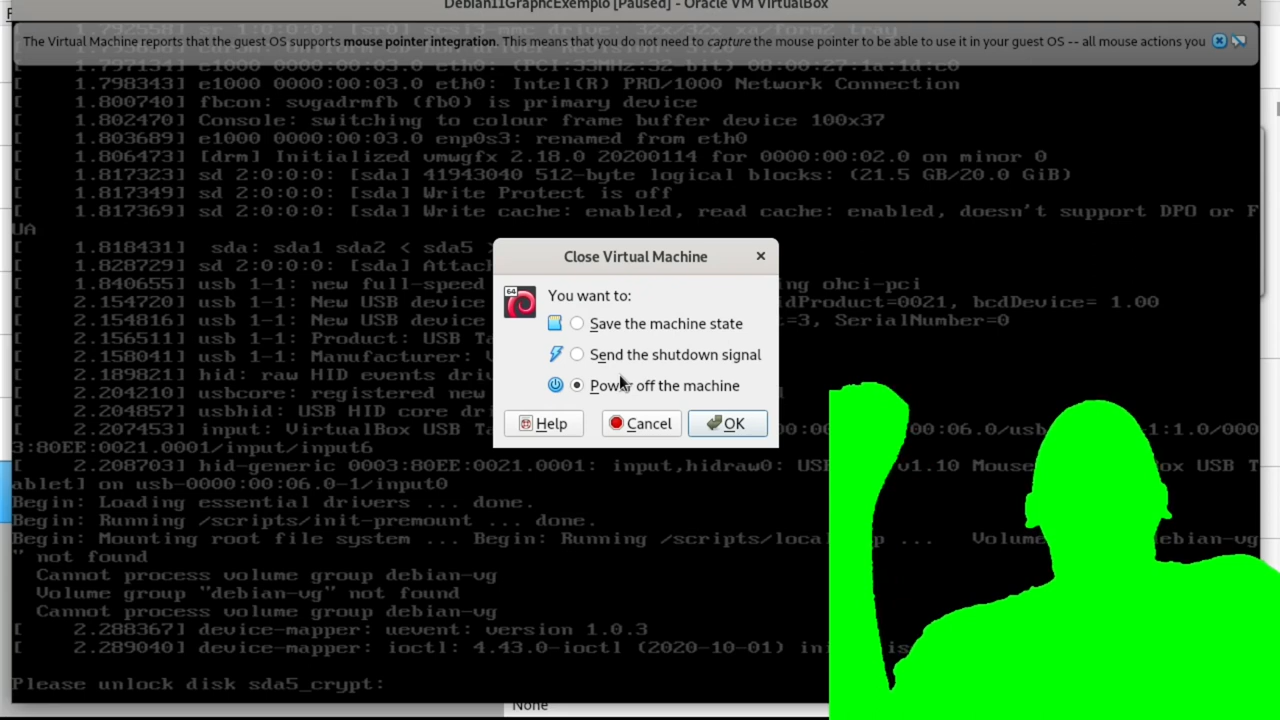 Debian11GraphcExemplo [Paused] - Oracle VM VirtualBox
The Virtual Machine reports that the guest OS supports mouse pointer integration. This means that you do not need to capture the mouse pointer to be able to use it in your guest OS -- all mouse actions you
[ 1.798343] e1000 0000:00:03.0 eth0: Intel(R) PRO/1000 Network Connection
[ 1.800740] fbcon: svgadrmfb (fb0) is primary device
[ 1.802470] Console: switching to colour frame buffer device 100x37
[ 1.803689] e1000 0000:00:03.0 enp0s3: renamed from eth0
[ 1.806473] [drm] Initialized vmwgfx 2.18.0 20200114 for 0000:00:02.0 on minor 0
[ 1.817323] sd 2:0:0:0: [sda] 41943040 512-byte logical blocks: (21.5 GB/20.0 GiB)
[ 1.817349] sd 2:0:0:0: [sda] Write Protect is off
[ 1.817369] sd 2:0:0:0: [sda] Write cache: enabled, read cache: enabled, doesn't support DPO or F
UA
[ 1.818431] sda: sda1 sda2 < sda5
[ 1.828729] sd 2:0:0:0: [sda]
[ 1.840655] usb 1-1: new full-speed ohci-pci
[ 2.154720] usb 1-1: New USB device idProduct=0021, bcdDevice= 1.00
[ 2.154816] usb 1-1: New USB device =3, SerialNumber=0
[ 2.156511] usb 1-1: Product: USB
[ 2.158041] usb 1-1: Manufacturer:
[ 2.189821] hid: raw HID events
[ 2.204210] usbcore: registered new
[ 2.204857] usbhid: USB HID core
[ 2.207453] input: VirtualBox USB
3:80EE:0021.0001/input/input6
[ 2.208703] hid-generic 0003:80EE:0021.0001: input,hidraw0: v1.10 Mouse USB T
ablet] on usb-0000:00:06.0-1/input0
Begin: Loading essential drivers ... done.
Begin: Running /scripts/init-premount ... done.
Begin: Mounting root file system ... Begin: Running ...
" not found
Cannot process volume group debian-vg
Volume group "debian-vg" not found
Cannot process volume group debian-vg
[ 2.288367] device-mapper: uevent: version 1.0.3
[ 2.289040] device-mapper: ioctl: 4.43.0-ioctl (2020-10-01)
Please unlock disk sda5_crypt:
Close Virtual Machine
You want to:
Save the machine state
Send the shutdown signal
Power off the machine
Help Cancel OK
None